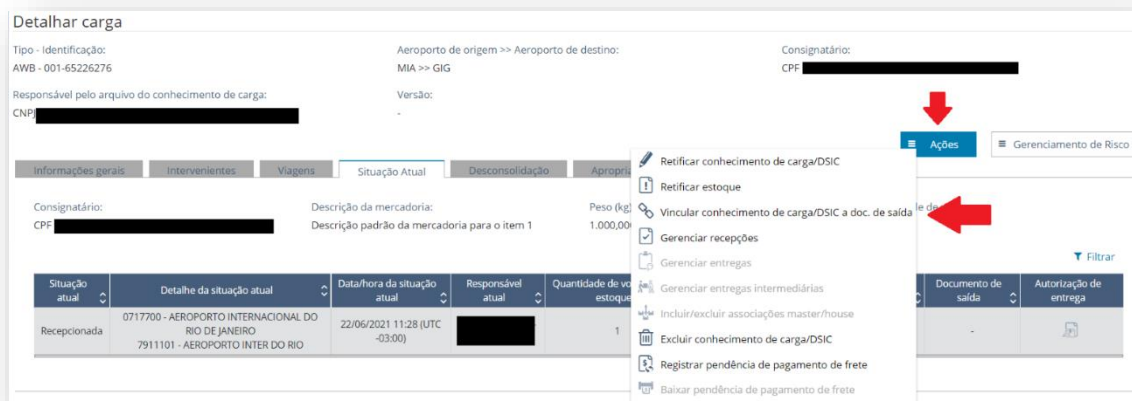 Detalhar carga
Tipo - Identificação:
AWB - 001-65226276
Aeroporto de origem >> Aeroporto de destino:
MIA >> GIG
Consignatário:
CPF
Responsável pelo arquivo do conhecimento de carga:
CNPJ
Versão:
-
Ações
Gerenciamento de Risco
Informações gerais
Intervenientes
Viagens
Situação Atual
Desconsolidação
Apropria
Consignatário:
CPF
Descrição da mercadoria:
Descrição padrão da mercadoria para o item 1
Peso (kg)
1.000,00
Retificar conhecimento de carga/DSIC
Retificar estoque
Vincular conhecimento de carga/DSIC a doc. de saída
Gerenciar recepções
Gerenciar entregas
Gerenciar entregas intermediárias
Incluir/excluir associações master/house
Excluir conhecimento de carga/DSIC
Registrar pendência de pagamento de frete
Baixar pendência de pagamento de frete
Filtrar
Situação atual
Detalhe da situação atual
Data/hora da situação atual
Responsável atual
Quantidade de vo
estoque
Documento de saída
Autorização de entrega
Recepcionada
0717700 - AEROPORTO INTERNACIONAL DO
RIO DE JANEIRO
7911101 - AEROPORTO INTER DO RIO
22/06/2021 11:28 (UTC
-03:00)
1
-